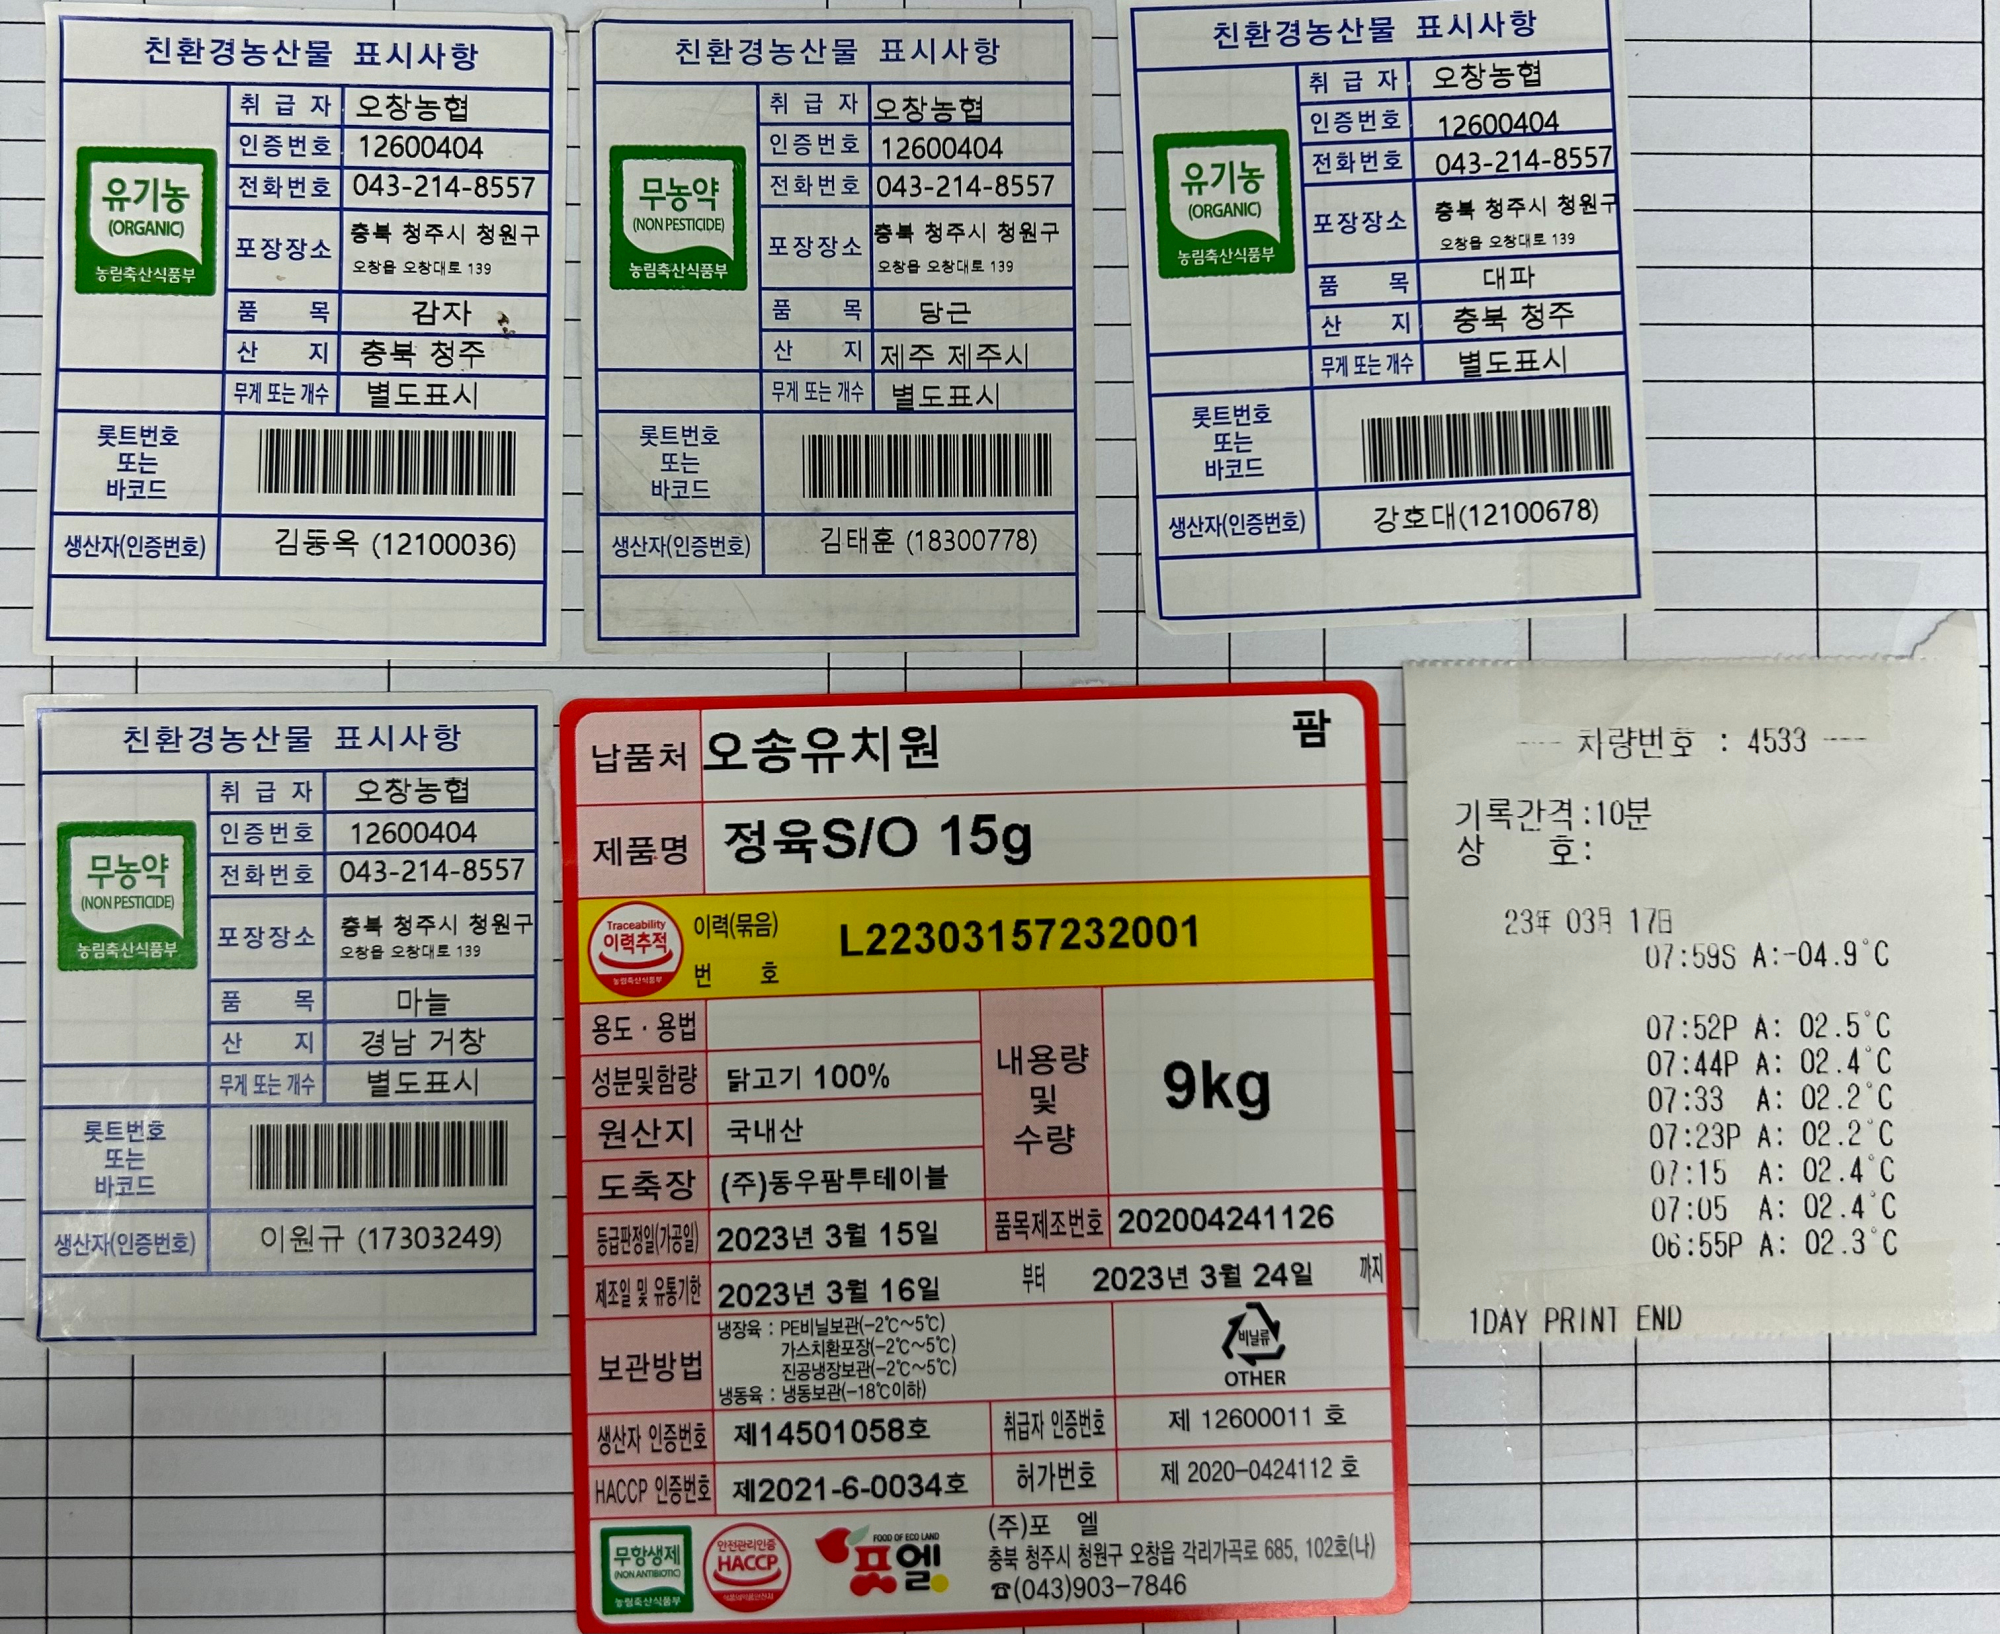 친환경농산물 표시사항
유기농
(ORGANIC)
농림축산식품부
취 급 자 오창농협
인증번호 12600404
전화번호 043-214-8557
포장장소 충북 청주시 청원구
오창읍 오창대로 139
품 목 감자
산 지 충북 청주
무게 또는 개수 별도표시
롯트번호
또는
바코드
생산자(인증번호) 김동옥 (12100036)
친환경농산물 표시사항
무농약
(NON PESTICIDE)
농림축산식품부
취 급 자 오창농협
인증번호 12600404
전화번호 043-214-8557
포장장소 충북 청주시 청원구
오창읍 오창대로 139
품 목 당근
산 지 제주 제주시
무게 또는 개수 별도표시
롯트번호
또는
바코드
생산자(인증번호) 김태훈 (18300778)
친환경농산물 표시사항
유기농
(ORGANIC)
농림축산식품부
취 급 자 오창농협
인증번호 12600404
전화번호 043-214-8557
포장장소 충북 청주시 청원구
오창읍 오창대로 139
품 목 대파
산 지 충북 청주
무게 또는 개수 별도표시
롯트번호
또는
바코드
생산자(인증번호) 강호대(12100678)
친환경농산물 표시사항
무농약
(NON PESTICIDE)
농림축산식품부
취 급 자 오창농협
인증번호 12600404
전화번호 043-214-8557
포장장소 충북 청주시 청원구
오창읍 오창대로 139
품 목 마늘
산 지 경남 거창
무게 또는 개수 별도표시
롯트번호
또는
바코드
생산자(인증번호) 이원규 (17303249)
납품처 오송유치원 팜
제품명 정육S/O 15g
Traceability
이력추적
농림축산식품부
이력(묶음)
번 호
L22303157232001
용도·용법
성분및함량 닭고기 100%
원산지 국내산
도축장 (주)동우팜투테이블
내용량
및
수량
9kg
등급판정일(가공일) 2023년 3월 15일 품목제조번호 202004241126
제조일 및 유통기한 2023년 3월 16일 부터 2023년 3월 24일 까지
보관방법
냉장육 : PE비닐보관(-2℃~5℃)
가스치환포장(-2℃~5℃)
진공냉장보관(-2℃~5℃)
냉동육 : 냉동보관(-18℃이하)
비닐류
OTHER
생산자 인증번호 제14501058호 취급자 인증번호 제 12600011 호
HACCP 인증번호 제2021-6-0034호 허가번호 제 2020-0424112 호
무항생제
(NON ANTIBIOTIC)
농림축산식품부
안전관리인증
HACCP
FOOD OF ECO LAND
포엘
(주)포 엘
충북 청주시 청원구 오창읍 각리가곡로 685, 102호(나)
☎(043)903-7846
--- 차량번호 : 4533 ---
기록간격:10분
상 호:
23年 03月 17日
07:59S A:-04.9°C
07:52P A: 02.5°C
07:44P A: 02.4°C
07:33 A: 02.2°C
07:23P A: 02.2°C
07:15 A: 02.4°C
07:05 A: 02.4°C
06:55P A: 02.3°C
1DAY PRINT END